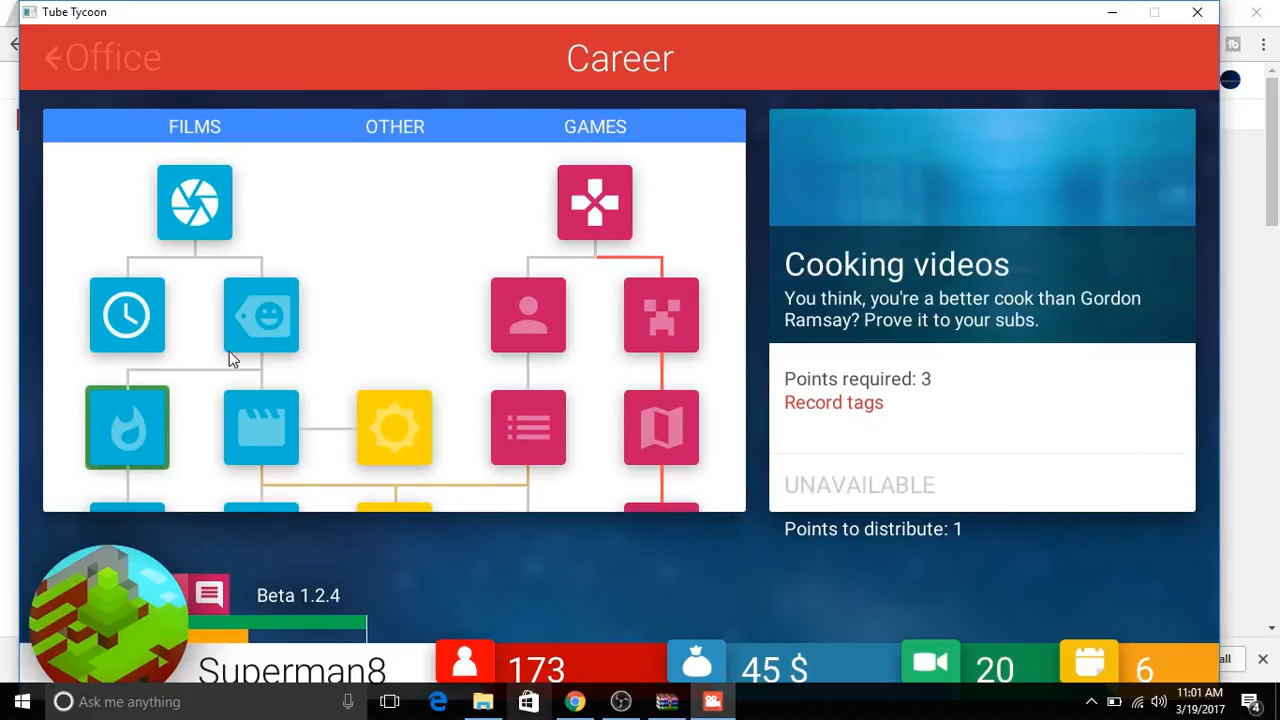 Tube Tycoon
Office
Career
FILMS
OTHER
GAMES
Cooking videos
You think, you're a better cook than Gordon
Ramsay? Prove it to your subs.
Points required: 3
Record tags
UNAVAILABLE
Points to distribute: 1
Beta 1.2.4
Superman8
173
45 $
20
6
all
Ask me anything
11:01 AM
3/19/2017
4